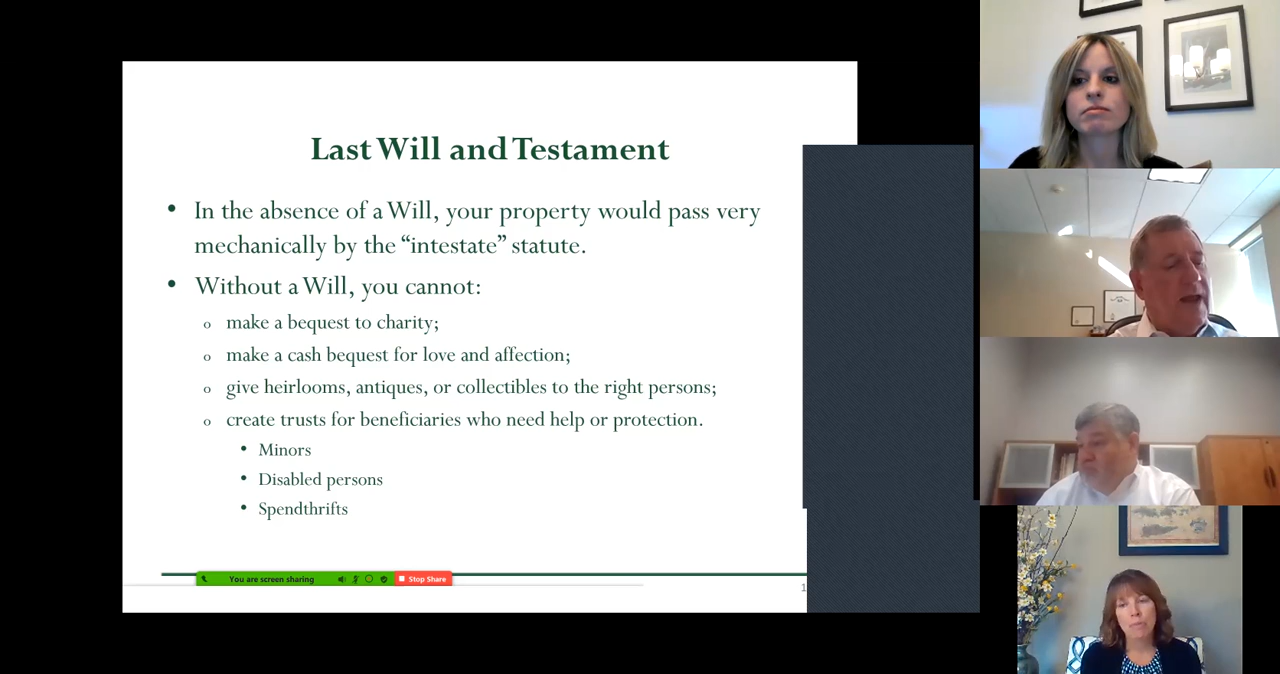 Last Will and Testament
• In the absence of a Will, your property would pass very
mechanically by the “intestate” statute.
• Without a Will, you cannot:
o make a bequest to charity;
o make a cash bequest for love and affection;
o give heirlooms, antiques, or collectibles to the right persons;
o create trusts for beneficiaries who need help or protection.
• Minors
• Disabled persons
• Spendthrifts
You are screen sharing
Stop Share